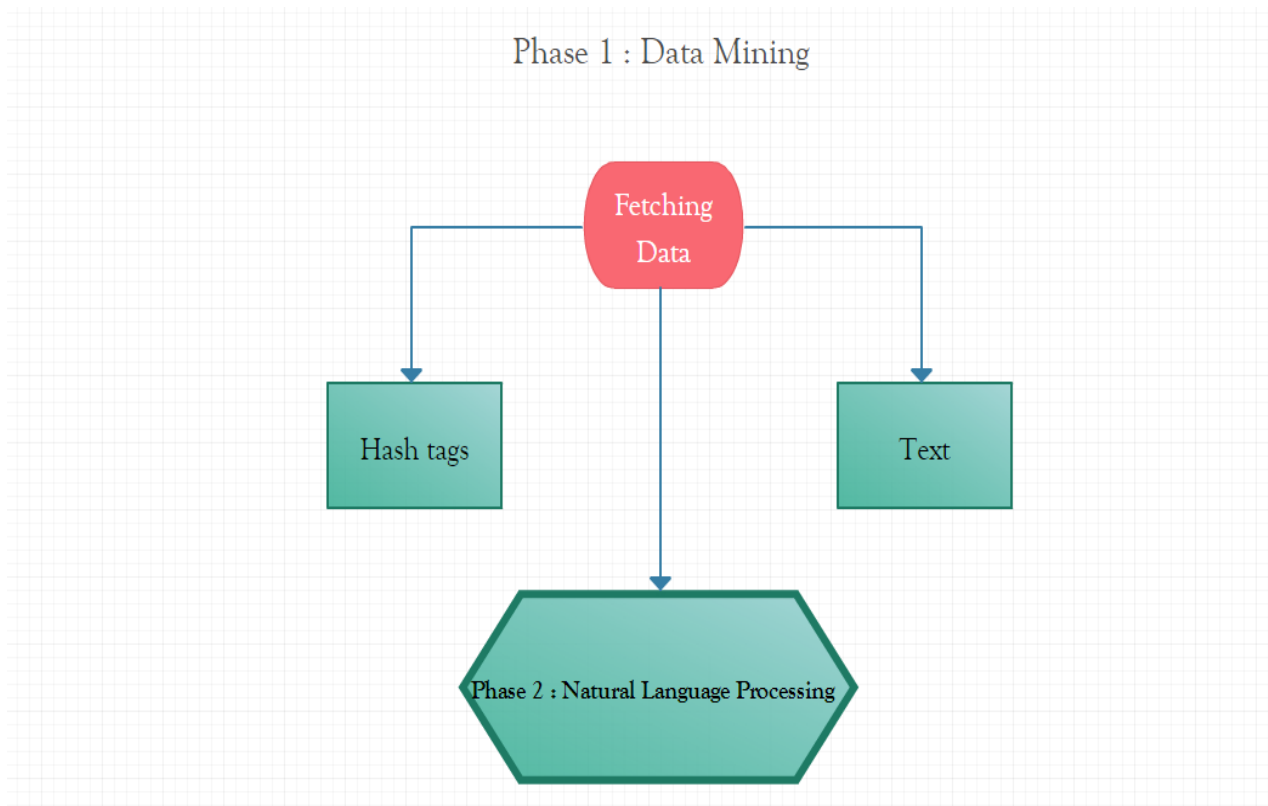 Phase 1 : Data Mining
Fetching
Data
Hash tags
Text
Phase 2 : Natural Language Processing